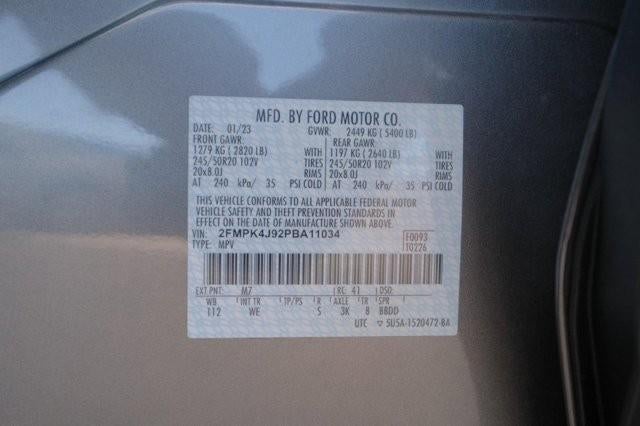 MFD. BY FORD MOTOR CO.
DATE: 01/23 GVWR: 2449 KG ( 5400 LB)
FRONT GAWR: REAR GAWR:
1279 KG ( 2820 LB) WITH 1197 KG ( 2640 LB) WITH
245/50R20 102V TIRES 245/50R20 102V TIRES
20x8.0J RIMS 20x8.0J RIMS
AT 240 kPa/ 35 PSI COLD AT 240 kPa/ 35 PSI COLD
THIS VEHICLE CONFORMS TO ALL APPLICABLE FEDERAL MOTOR
VEHICLE SAFETY AND THEFT PREVENTION STANDARDS IN
EFFECT ON THE DATE OF MANUFACTURE SHOWN ABOVE.
VIN: 2FMPK4J92PBA11034 F0093
TYPE: MPV T0226
EXT PNT: M7 RC: 41 DSO:
WB INT TR TP/PS R AXLE TR SPR
112 WE S 3K 8 BBDD
UTC ▽ 5U5A-1520472-BA